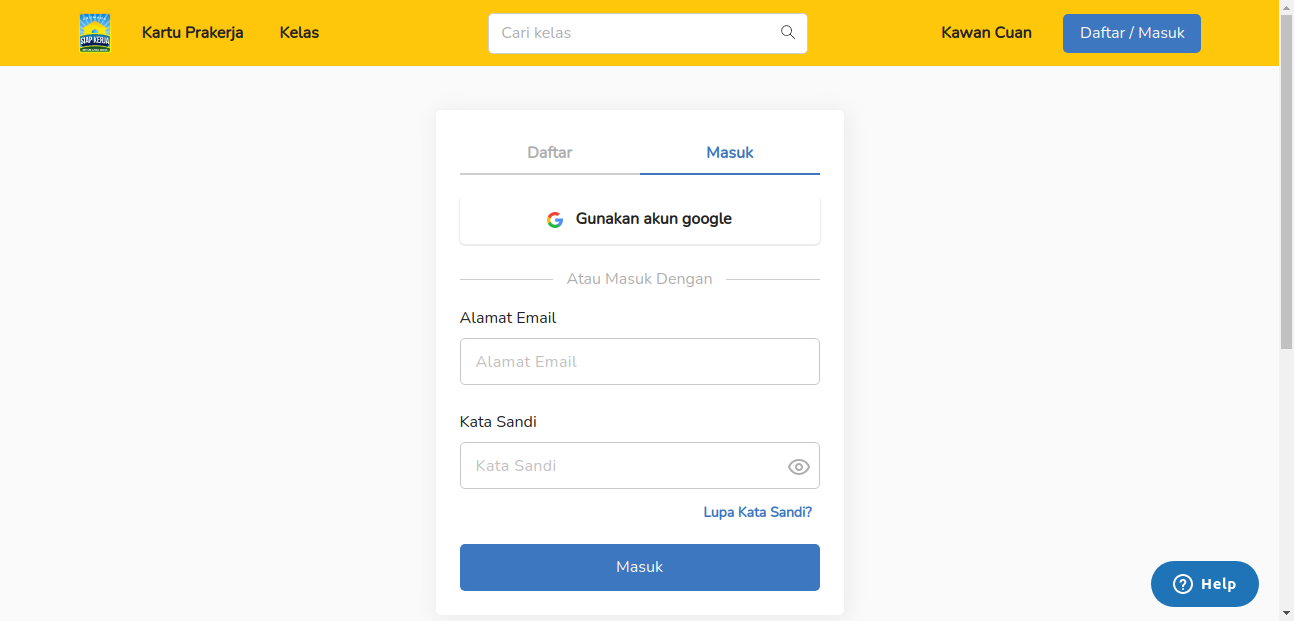 SIAP KERJA
Kartu Prakerja
Kelas
Cari kelas
Kawan Cuan
Daftar / Masuk
Daftar
Masuk
Gunakan akun google
Atau Masuk Dengan
Alamat Email
Alamat Email
Kata Sandi
Kata Sandi
Lupa Kata Sandi?
Masuk
Help